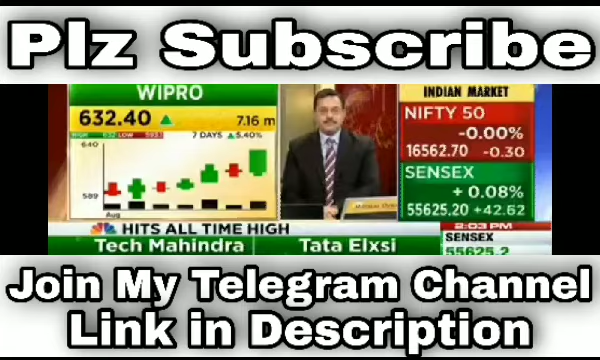 Plz Subscribe
WIPRO
632.40 ▲ 7.16 m
7 DAYS ▲5.40%
640
589
Aug
INDIAN MARKET
NIFTY 50
-0.00%
16562.70 -0.30
SENSEX
+ 0.08%
55625.20 +42.62
HITS ALL TIME HIGH
Tech Mahindra Tata Elxsi
2:03 PM
SENSEX
Join My Telegram Channel
Link in Description